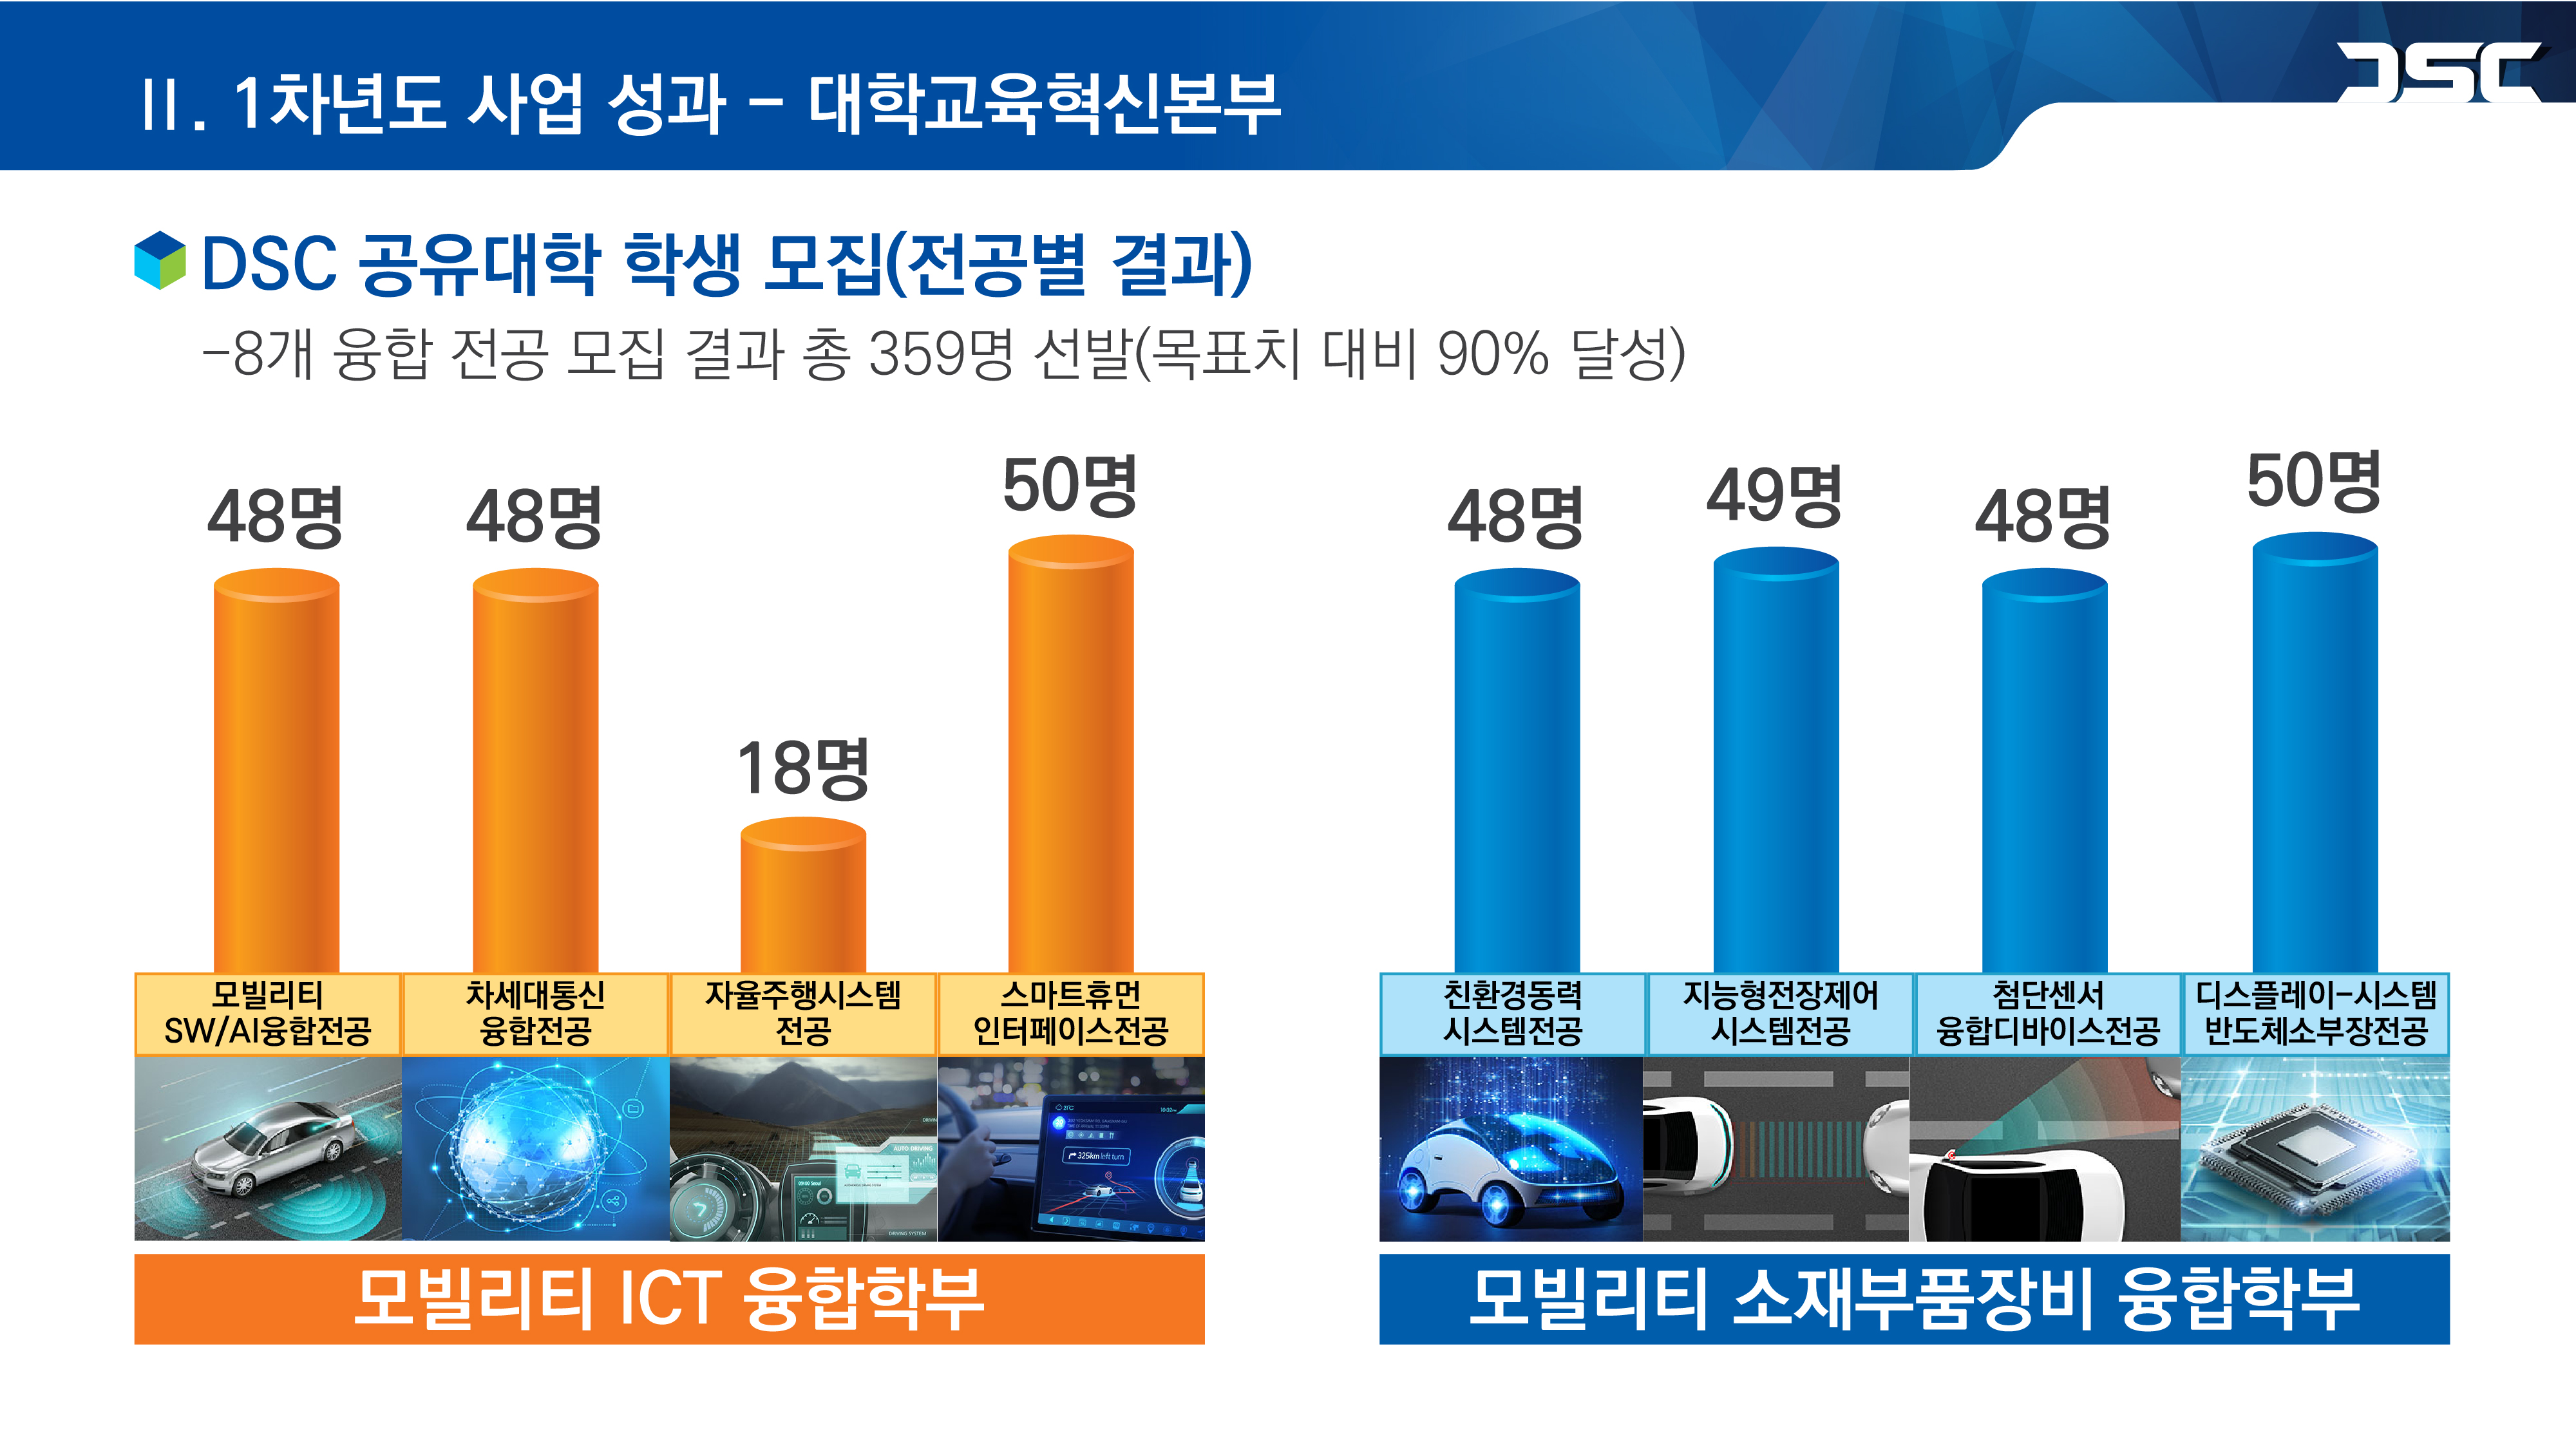 II. 1차년도 사업 성과 - 대학교육혁신본부
DSC
DSC 공유대학 학생 모집(전공별 결과)
-8개 융합 전공 모집 결과 총 359명 선발(목표치 대비 90% 달성)
48명
48명
18명
50명
모빌리티
SW/AI융합전공
차세대통신
융합전공
자율주행시스템
전공
스마트휴먼
인터페이스전공
AUTO DRIVING
DRIVING SYSTEM
21°C
325km left turn
모빌리티 ICT 융합학부
48명
49명
48명
50명
친환경동력
시스템전공
지능형전장제어
시스템전공
첨단센서
융합디바이스전공
디스플레이-시스템
반도체소부장전공
모빌리티 소재부품장비 융합학부